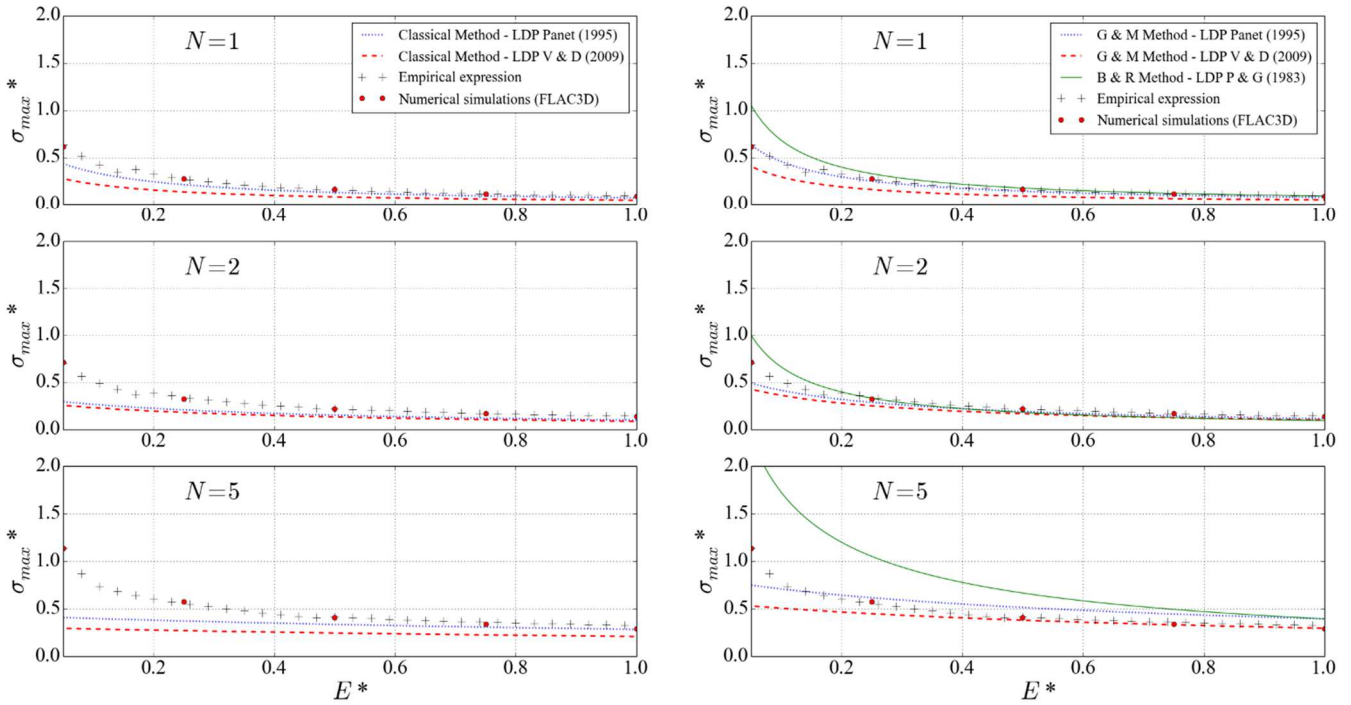 2.0
1.5
1.0
0.5
0.0
σmax*
N=1
Classical Method - LDP Panet (1995)
Classical Method - LDP V & D (2009)
Empirical expression
Numerical simulations (FLAC3D)
0.2 0.4 0.6 0.8 1.0
2.0
1.5
1.0
0.5
0.0
σmax*
N=2
0.2 0.4 0.6 0.8 1.0
2.0
1.5
1.0
0.5
0.0
σmax*
N=5
0.2 0.4 0.6 0.8 1.0
E*
2.0
1.5
1.0
0.5
0.0
σmax*
N=1
G & M Method - LDP Panet (1995)
G & M Method - LDP V & D (2009)
B & R Method - LDP P & G (1983)
Empirical expression
Numerical simulations (FLAC3D)
0.2 0.4 0.6 0.8 1.0
2.0
1.5
1.0
0.5
0.0
σmax*
N=2
0.2 0.4 0.6 0.8 1.0
2.0
1.5
1.0
0.5
0.0
σmax*
N=5
0.2 0.4 0.6 0.8 1.0
E*